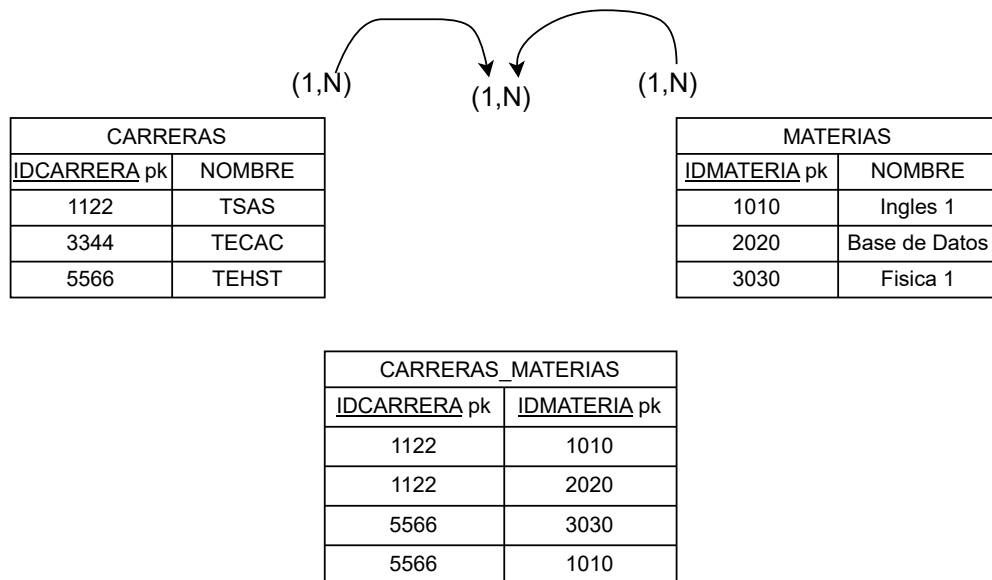 (1,N) (1,N) (1,N)
CARRERAS
IDCARRERA pk NOMBRE
1122 TSAS
3344 TECAC
5566 TEHST
MATERIAS
IDMATERIA pk NOMBRE
1010 Ingles 1
2020 Base de Datos
3030 Fisica 1
CARRERAS_MATERIAS
IDCARRERA pk IDMATERIA pk
1122 1010
1122 2020
5566 3030
5566 1010